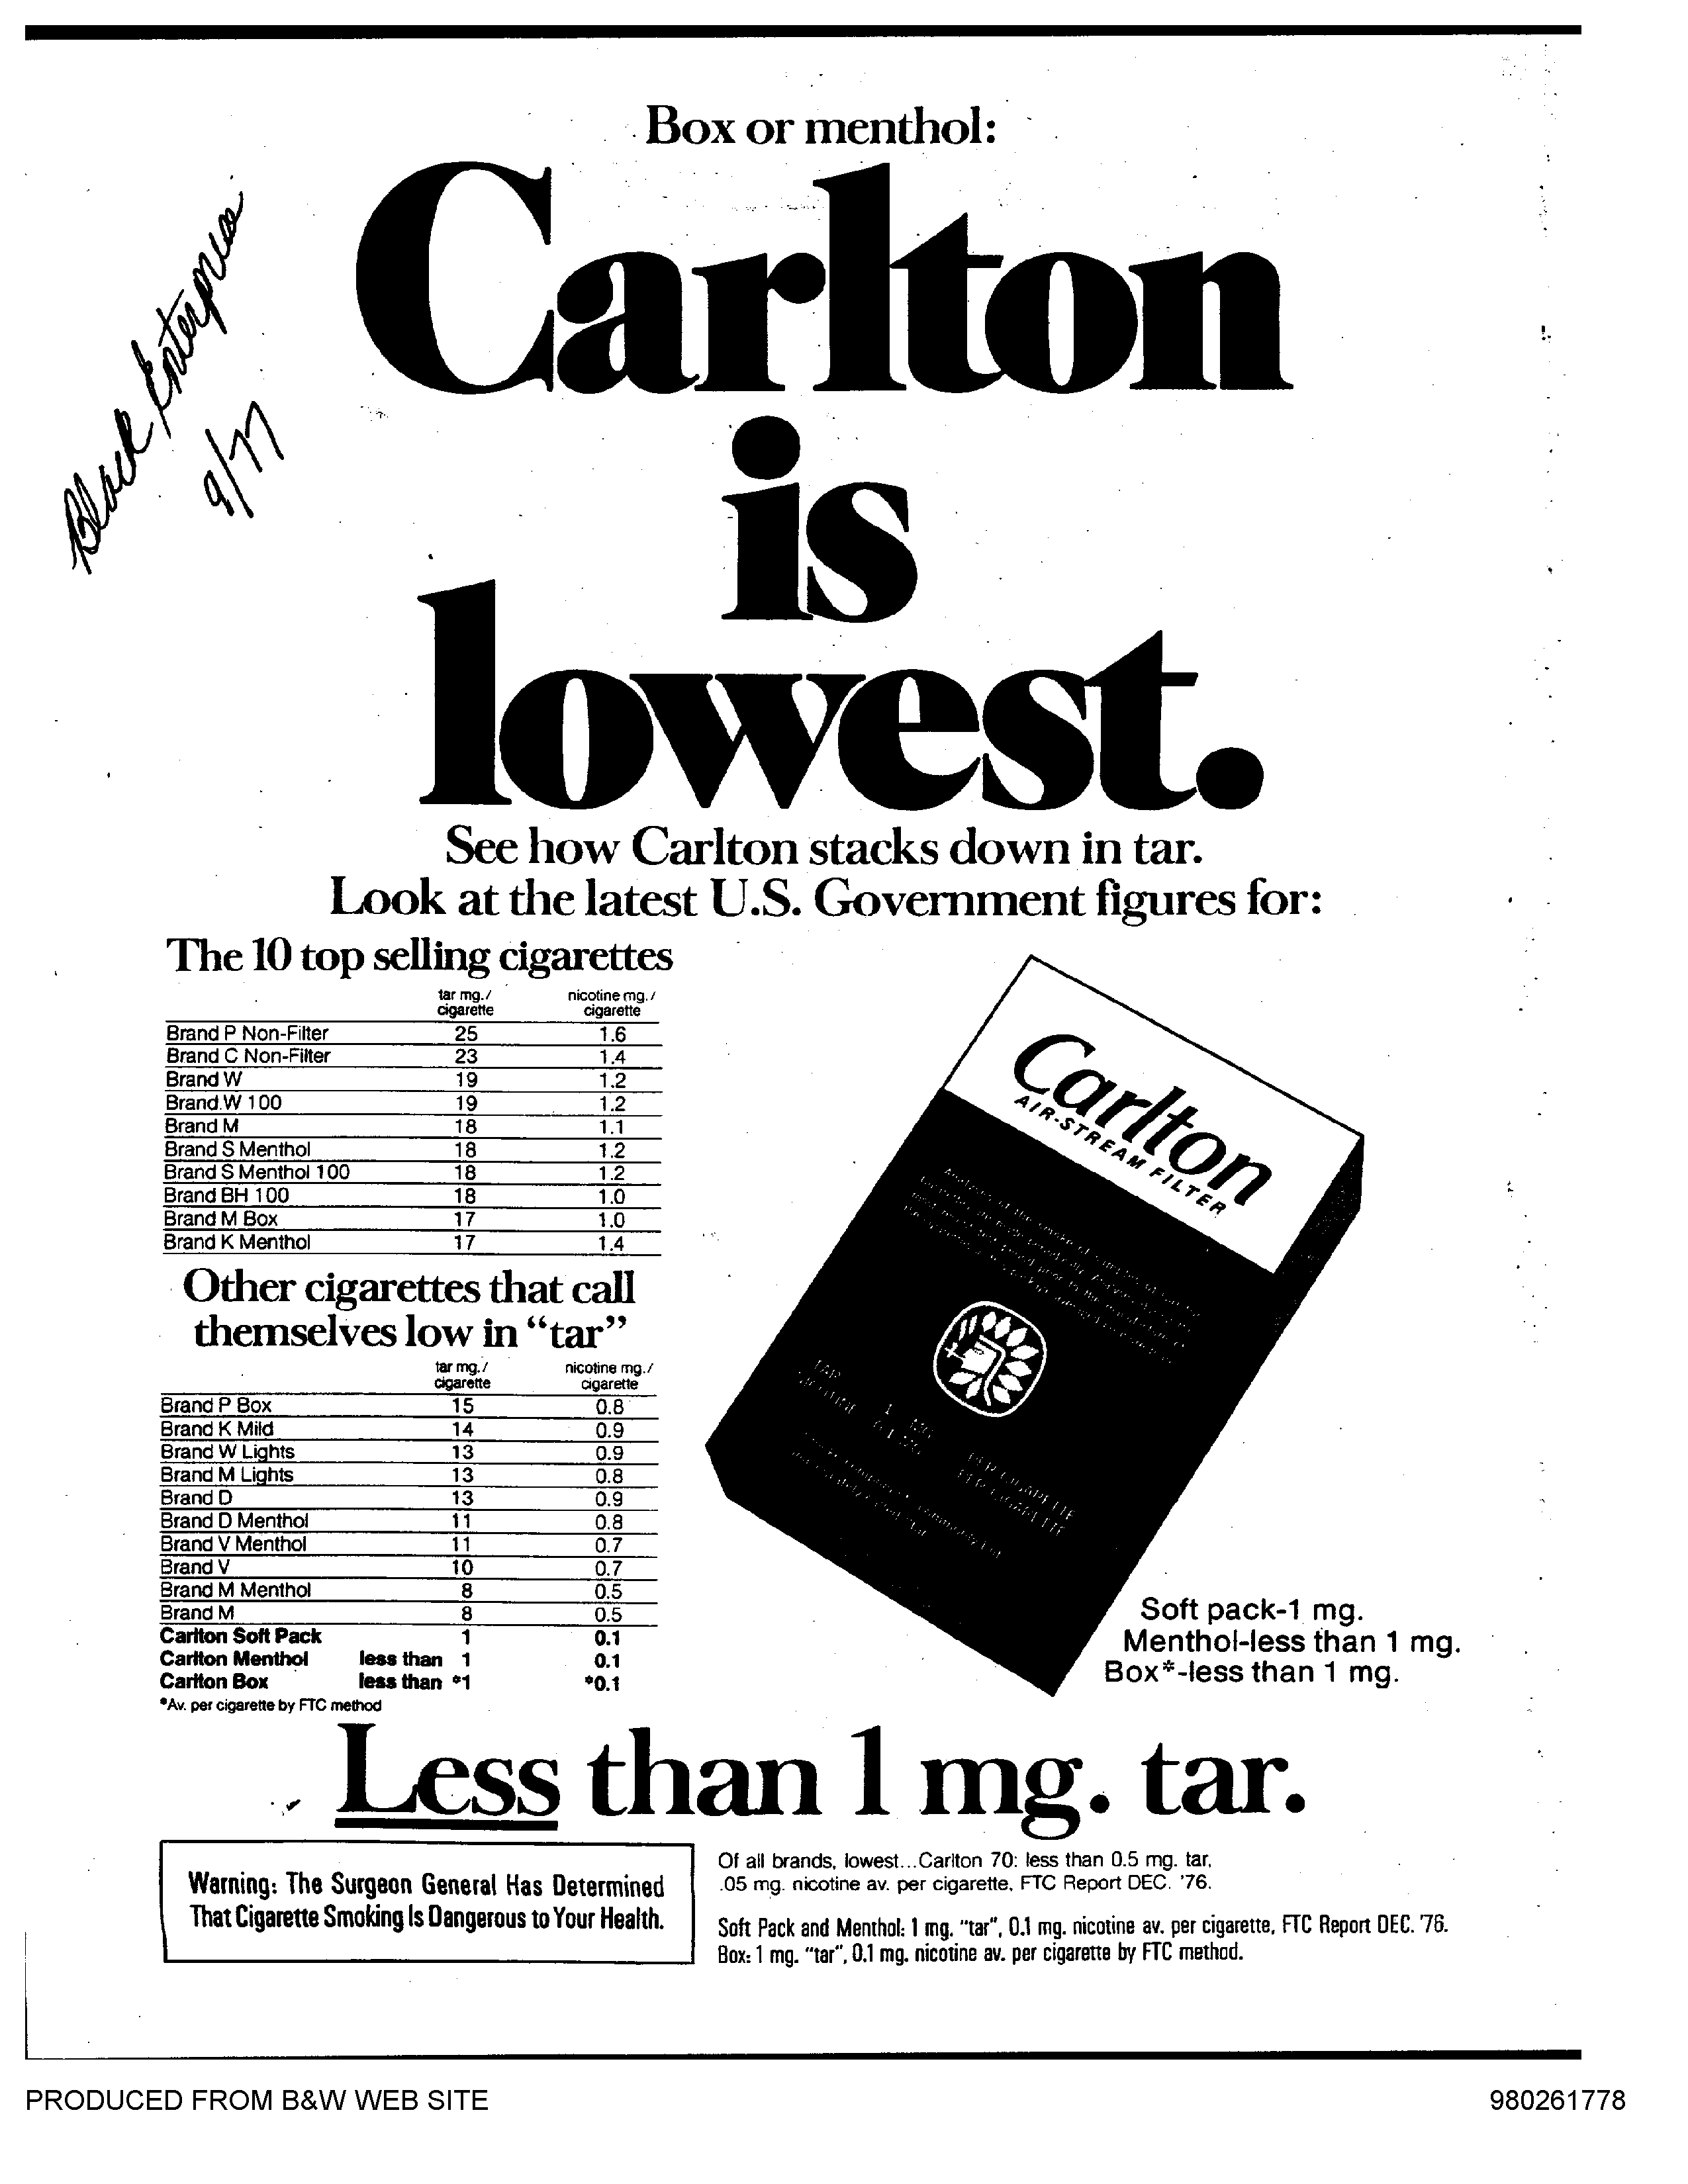 Box or menthol:
Carlton
is
lowest.
Black Enterprise
9/77
See how Carlton stacks down in tar.
Look at the latest U.S. Government figures for:
The 10 top selling cigarettes
tar mg./ nicotine mg./
cigarette cigarette
Brand P Non-Filter 25 1.6
Brand C Non-Filter 23 1.4
Brand W 19 1.2
Brand W 100 19 1.2
Brand M 18 1.1
Brand S Menthol 18 1.2
Brand S Menthol 100 18 1.2
Brand BH 100 18 1.0
Brand M Box 17 1.0
Brand K Menthol 17 1.4
Other cigarettes that call
themselves low in “tar”
tar mg./ nicotine mg./
cigarette cigarette
Brand P Box 15 0.8
Brand K Mild 14 0.9
Brand W Lights 13 0.9
Brand M Lights 13 0.8
Brand D 13 0.9
Brand D Menthol 11 0.8
Brand V Menthol 11 0.7
Brand V 10 0.7
Brand M Menthol 8 0.5
Brand M 8 0.5
Carlton Soft Pack 1 0.1
Carlton Menthol less than 1 0.1
Carlton Box less than *1 *0.1
*Av. per cigarette by FTC method
Carlton
AIR-STREAM FILTER
TAR 1 MG PER CIGARETTE
NICOTINE 0.1 MG PER CIGARETTE
Soft pack-1 mg.
Menthol-less than 1 mg.
Box*-less than 1 mg.
Less than 1 mg. tar.
Warning: The Surgeon General Has Determined
That Cigarette Smoking Is Dangerous to Your Health.
Of all brands, lowest...Carlton 70: less than 0.5 mg. tar,
.05 mg. nicotine av. per cigarette, FTC Report DEC. '76.
Soft Pack and Menthol: 1 mg. “tar”, 0.1 mg. nicotine av. per cigarette, FTC Report DEC. '76.
Box: 1 mg. “tar”, 0.1 mg. nicotine av. per cigarette by FTC method.
PRODUCED FROM B&W WEB SITE
980261778